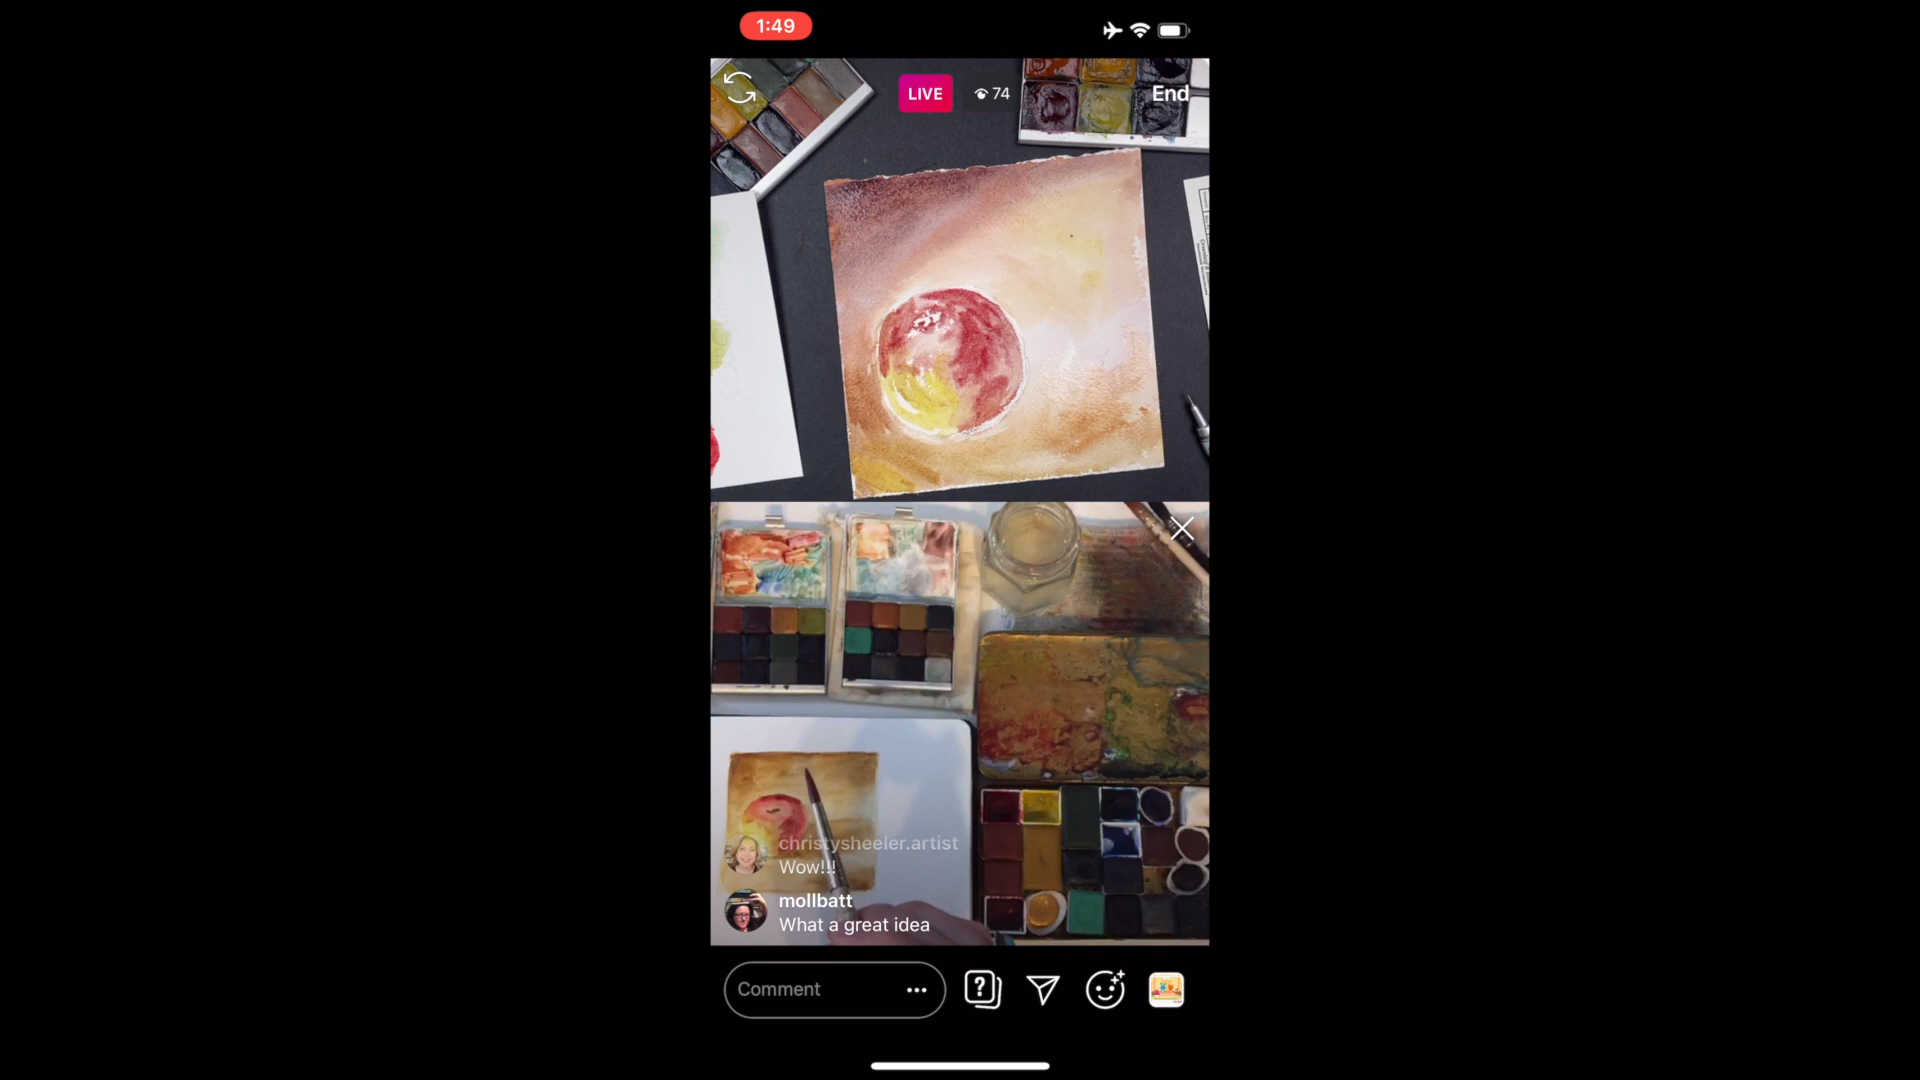 1:49
LIVE
74
End
christysheeler.artist
Wow!!!
mollbatt
What a great idea
Comment